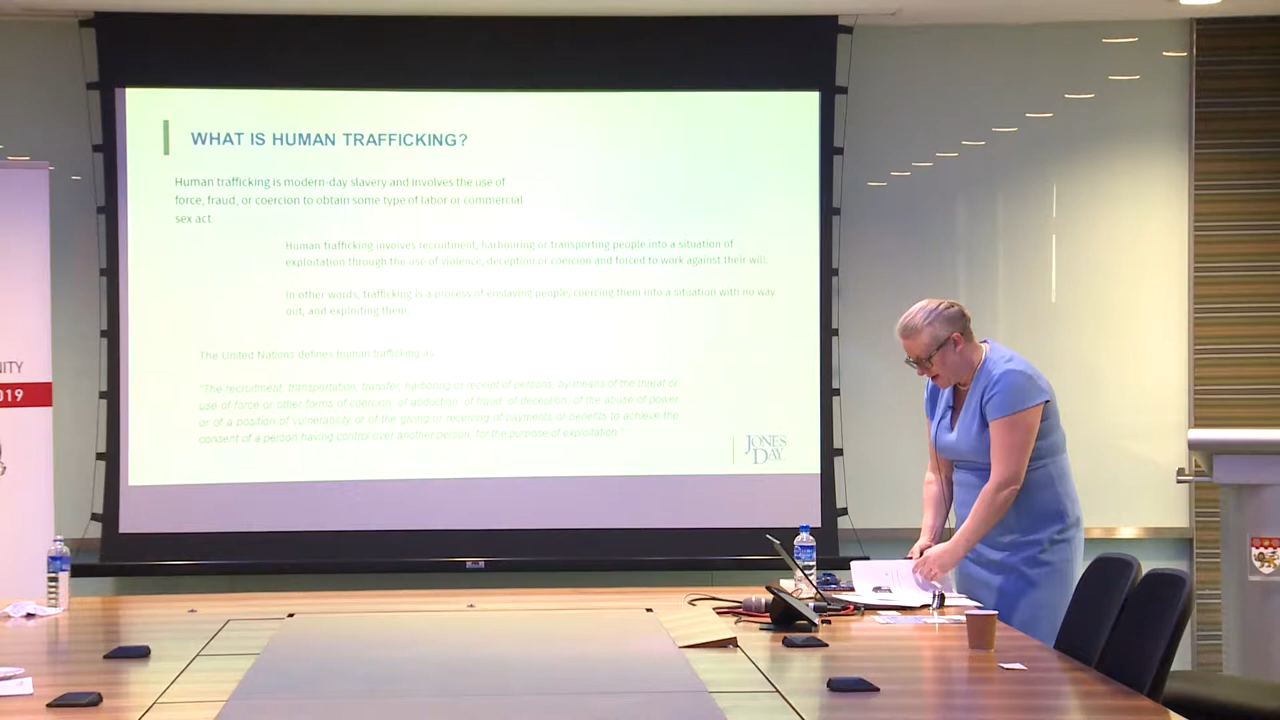 WHAT IS HUMAN TRAFFICKING?
Human trafficking is modern-day slavery and involves the use of
force, fraud, or coercion to obtain some type of labor or commercial
sex act.
Human trafficking involves recruitment, harbouring or transporting people into a situation of
exploitation through the use of violence, deception or coercion and forced to work against their will.
In other words, trafficking is a process of enslaving people, coercing them into a situation with no way
out, and exploiting them.
The United Nations defines human trafficking as:
"The recruitment, transportation, transfer, harboring or receipt of persons, by means of the threat or
use of force or other forms of coercion, of abduction, of fraud, of deception, of the abuse of power
or of a position of vulnerability or of the giving or receiving of payments or benefits to achieve the
consent of a person having control over another person, for the purpose of exploitation."
JONES
DAY
NITY
019